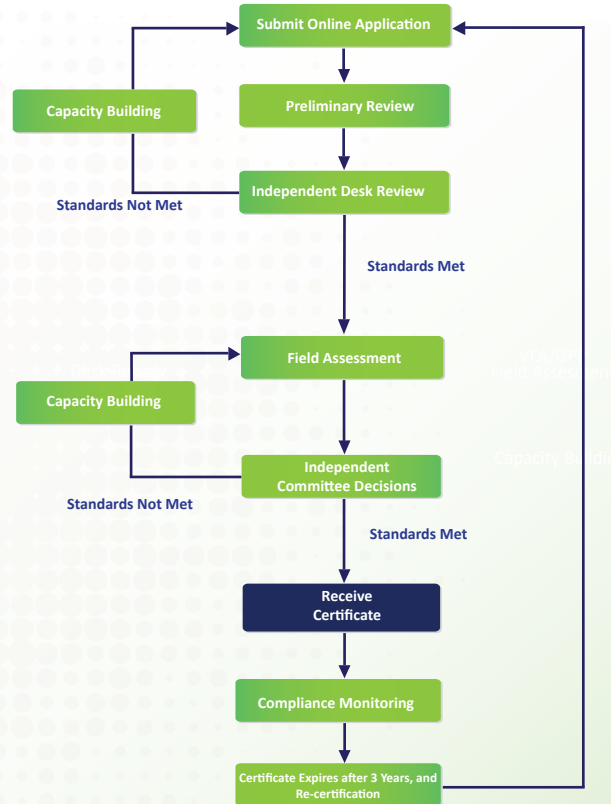 Submit Online Application
Capacity Building
Preliminary Review
Independent Desk Review
Standards Not Met
Standards Met
Field Assessment
Capacity Building
Independent
Committee Decisions
Standards Not Met
Standards Met
Receive
Certificate
Compliance Monitoring
Certificate Expires after 3 Years, and
Re-certification